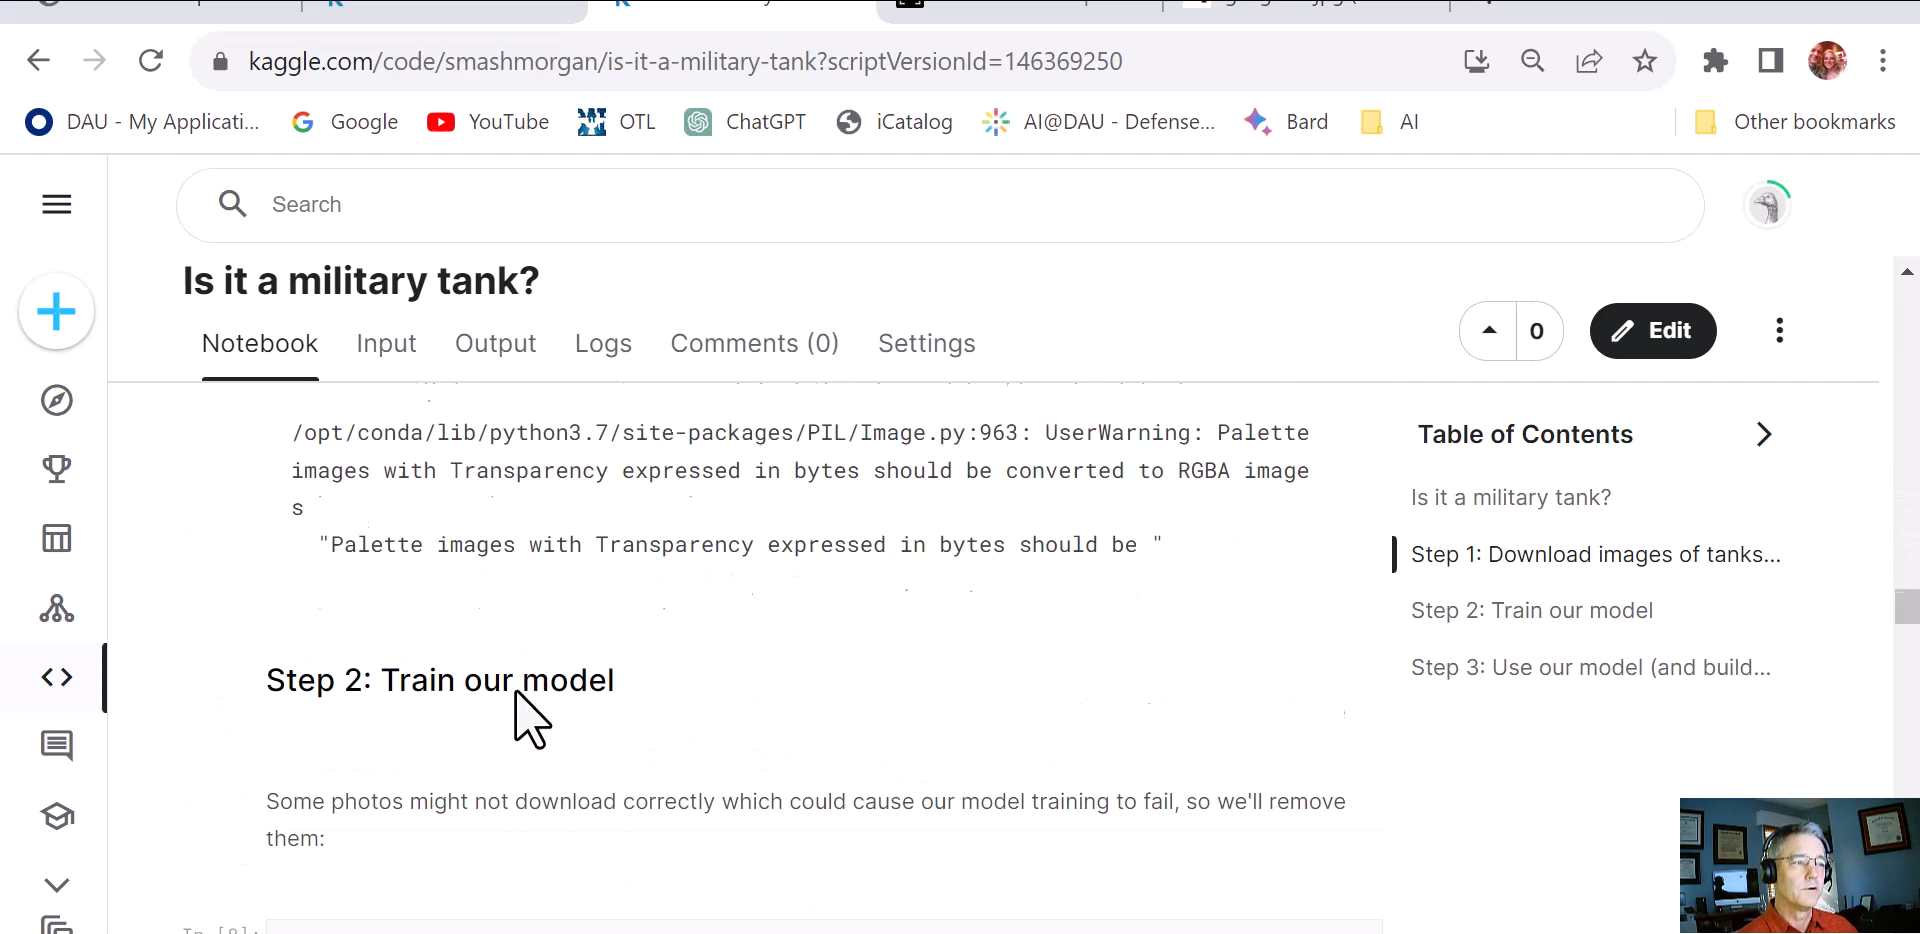 kaggle.com/code/smashmorgan/is-it-a-military-tank?scriptVersionId=146369250
DAU - My Applicati... Google YouTube OTL ChatGPT iCatalog AI@DAU - Defense... Bard AI Other bookmarks
Search
Is it a military tank?
0 Edit
Notebook Input Output Logs Comments (0) Settings
/opt/conda/lib/python3.7/site-packages/PIL/Image.py:963: UserWarning: Palette
images with Transparency expressed in bytes should be converted to RGBA image
s
"Palette images with Transparency expressed in bytes should be "
Table of Contents
Is it a military tank?
Step 1: Download images of tanks...
Step 2: Train our model
Step 3: Use our model (and build...
Step 2: Train our model
Some photos might not download correctly which could cause our model training to fail, so we'll remove
them: